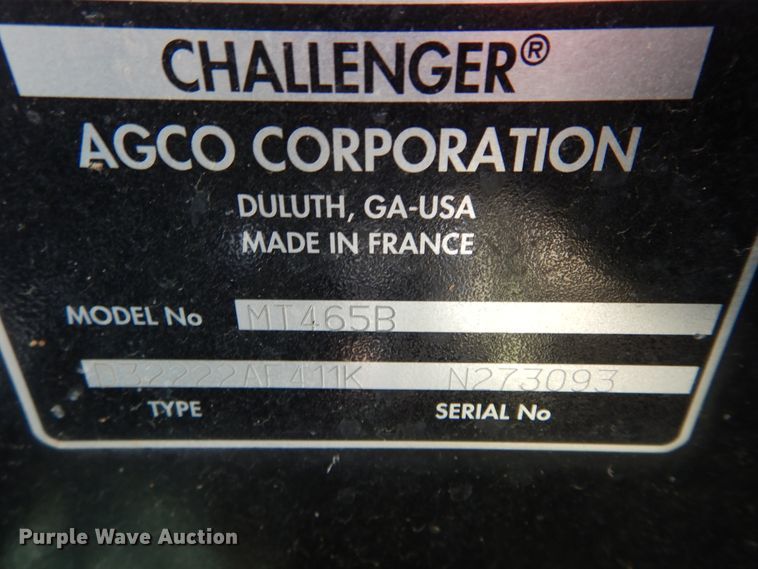 CHALLENGER®
AGCO CORPORATION
DULUTH, GA-USA
MADE IN FRANCE
MODEL No MT465B
D32222AE411K N273093
TYPE SERIAL No
Purple Wave Auction